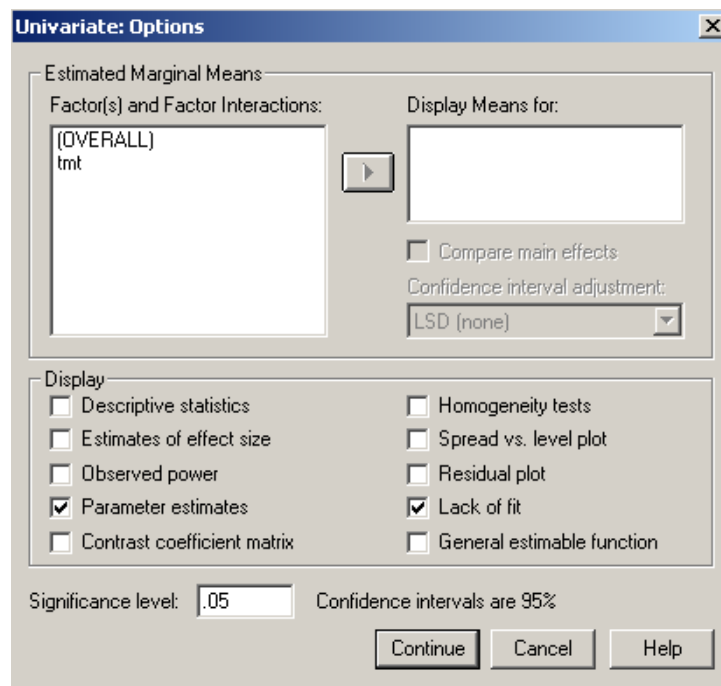 Univariate: Options
Estimated Marginal Means
Factor(s) and Factor Interactions:
(OVERALL)
tmt
Display Means for:
Compare main effects
Confidence interval adjustment:
LSD (none)
Display
Descriptive statistics
Estimates of effect size
Observed power
Parameter estimates
Contrast coefficient matrix
Homogeneity tests
Spread vs. level plot
Residual plot
Lack of fit
General estimable function
Significance level: .05 Confidence intervals are 95%
Continue Cancel Help